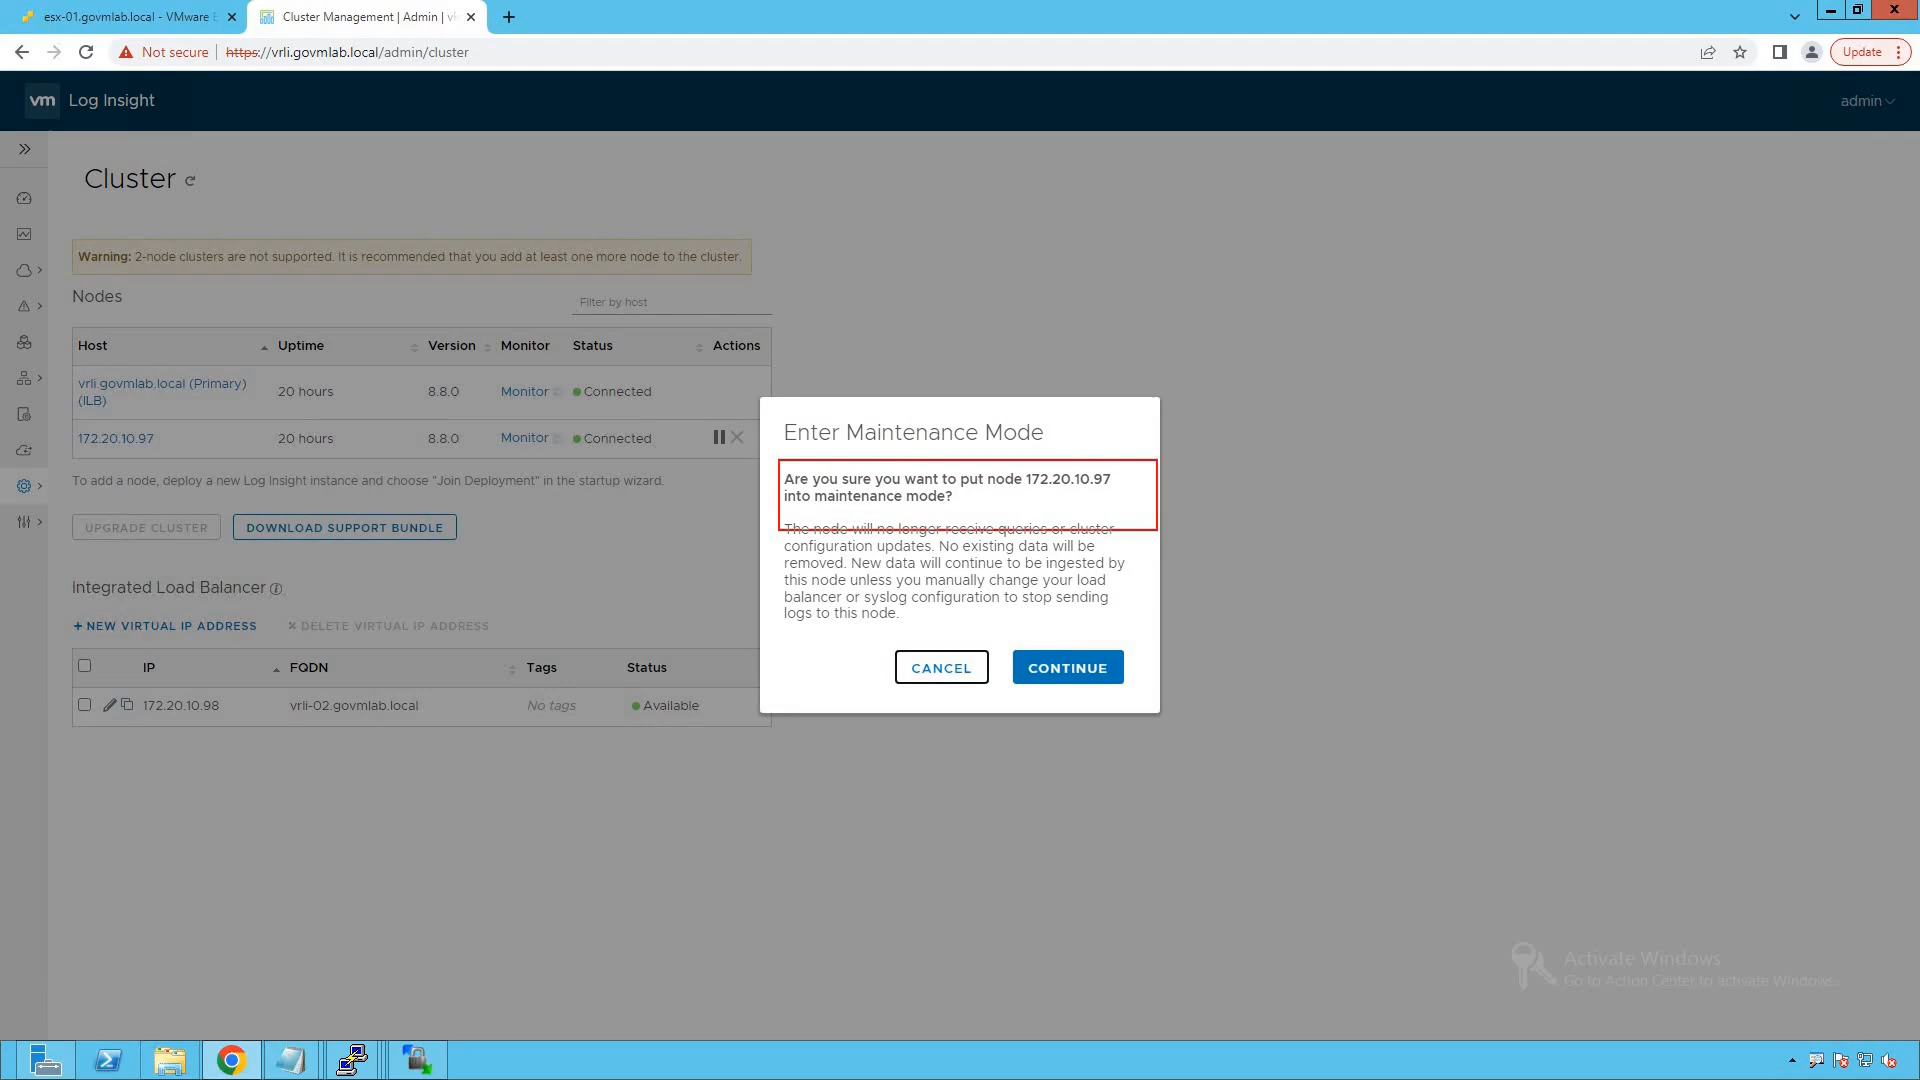 esx-01.govmlab.local - VMware
Cluster Management | Admin |
Not secure
https://vrli.govmlab.local/admin/cluster
Update
vm Log Insight
admin
Cluster
Warning: 2-node clusters are not supported. It is recommended that you add at least one more node to the cluster.
Nodes
Filter by host
Host Uptime Version Monitor Status Actions
vrli.govmlab.local (Primary)
(ILB)
20 hours 8.8.0 Monitor Connected
172.20.10.97 20 hours 8.8.0 Monitor Connected
To add a node, deploy a new Log Insight instance and choose "Join Deployment" in the startup wizard.
UPGRADE CLUSTER
DOWNLOAD SUPPORT BUNDLE
Integrated Load Balancer
+ NEW VIRTUAL IP ADDRESS
DELETE VIRTUAL IP ADDRESS
IP FQDN Tags Status
172.20.10.98 vrli-02.govmlab.local No tags Available
Enter Maintenance Mode
Are you sure you want to put node 172.20.10.97
into maintenance mode?
The node will no longer receive queries or cluster
configuration updates. No existing data will be
removed. New data will continue to be ingested by
this node unless you manually change your load
balancer or syslog configuration to stop sending
logs to this node.
CANCEL
CONTINUE
Activate Windows
Go to Action Center to activate Windows.